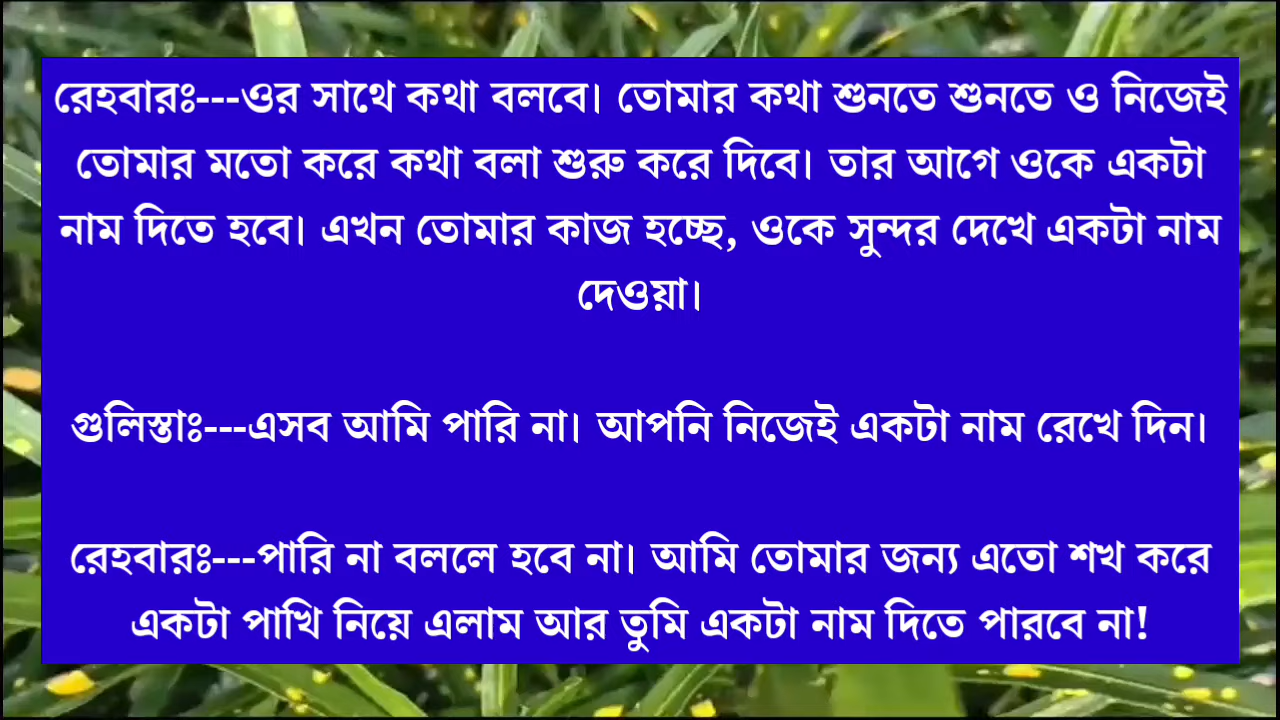 রেহবারঃ---ওর সাথে কথা বলবে। তোমার কথা শুনতে শুনতে ও নিজেই
তোমার মতো করে কথা বলা শুরু করে দিবে। তার আগে ওকে একটা
নাম দিতে হবে। এখন তোমার কাজ হচ্ছে, ওকে সুন্দর দেখে একটা নাম
দেওয়া।
গুলিস্তাঃ---এসব আমি পারি না। আপনি নিজেই একটা নাম রেখে দিন।
রেহবারঃ---পারি না বললে হবে না। আমি তোমার জন্য এতো শখ করে
একটা পাখি নিয়ে এলাম আর তুমি একটা নাম দিতে পারবে না!